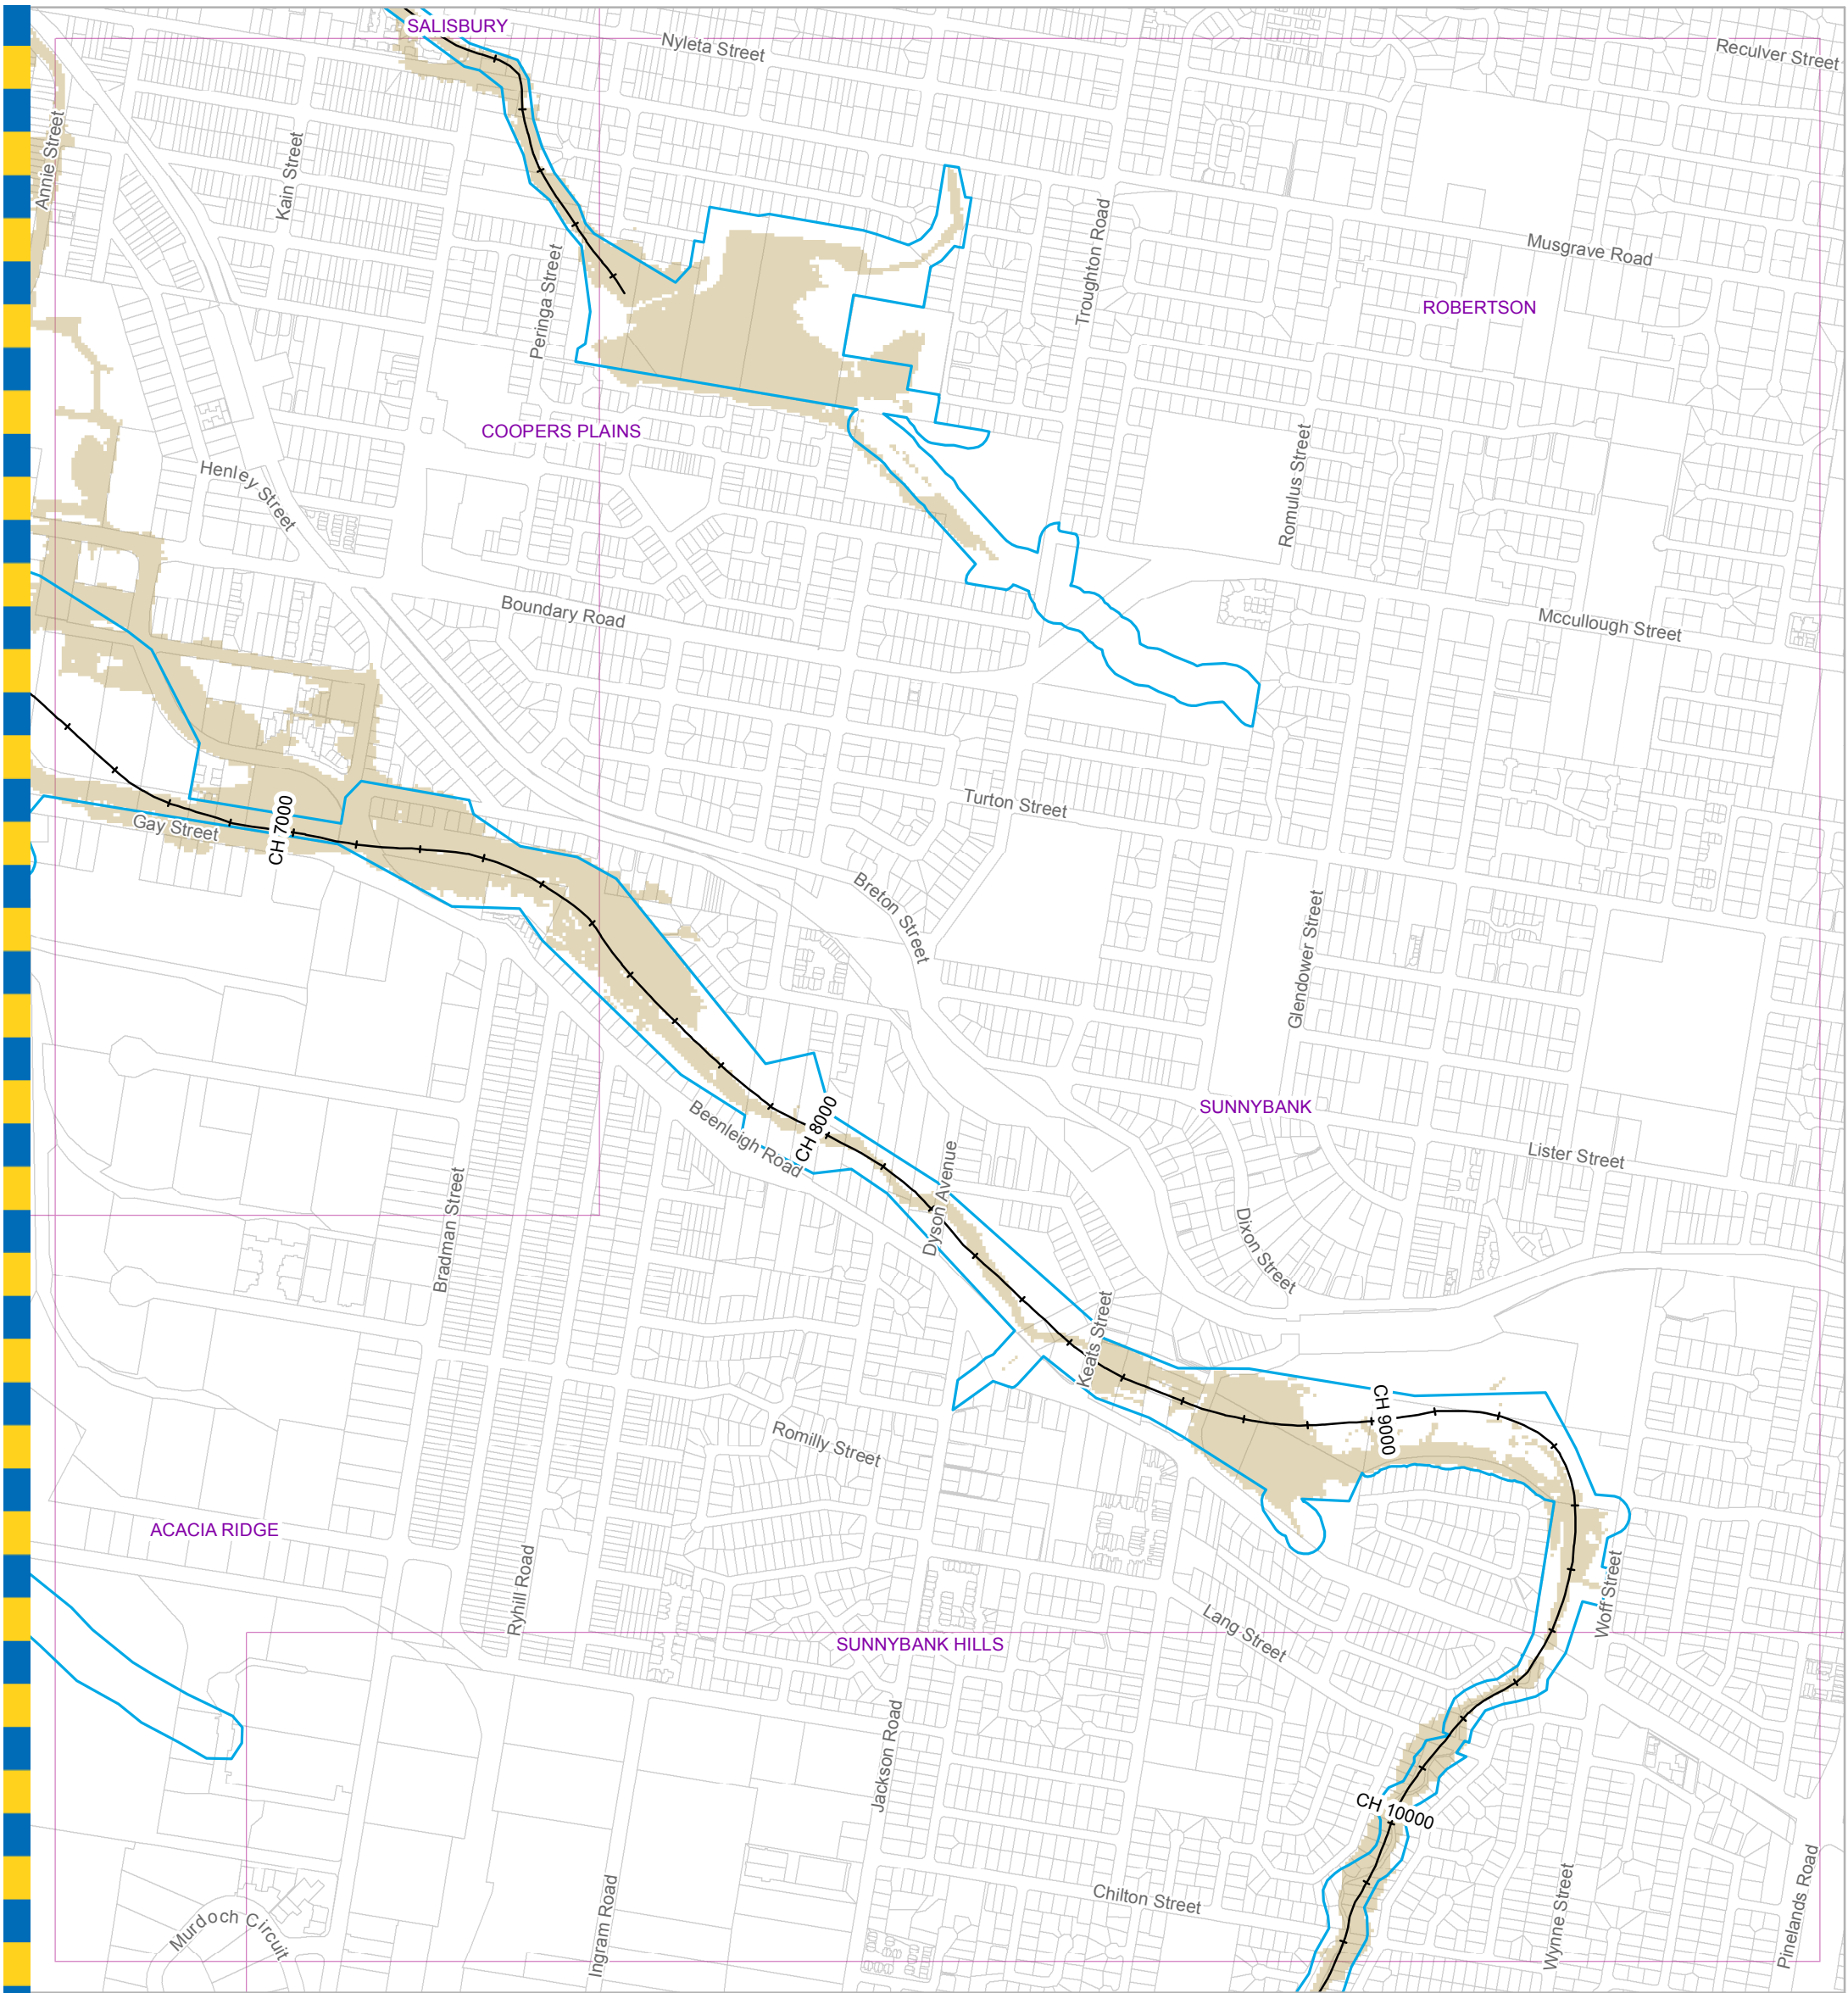 SALISBURY
Nyleta Street
Reculver Street
Annie Street
Kain Street
Peringa Street
Troughton Road
Musgrave Road
ROBERTSON
COOPERS PLAINS
Henley Street
Romulus Street
Boundary Road
Mccullough Street
CH 7000
Gay Street
Turton Street
Breton Street
Glendower Street
CH 8000
Beenleigh Road
SUNNYBANK
Lister Street
Bradman Street
Dyson Avenue
Dixon Street
Keats Street
CH 9000
Romilly Street
ACACIA RIDGE
Ryhill Road
Woff Street
Lang Street
SUNNYBANK HILLS
Jackson Road
CH 10000
Chilton Street
Murdoch Circuit
Ingram Road
Wynne Street
Pinelands Road